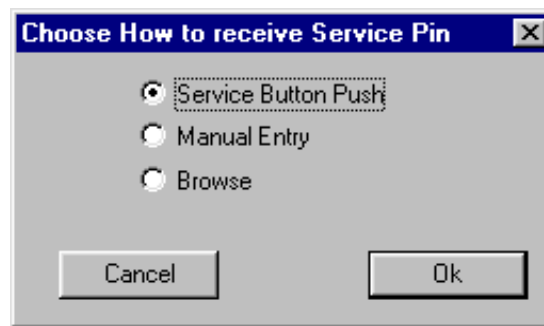 Choose How to receive Service Pin
Service Button Push
Manual Entry
Browse
Cancel Ok